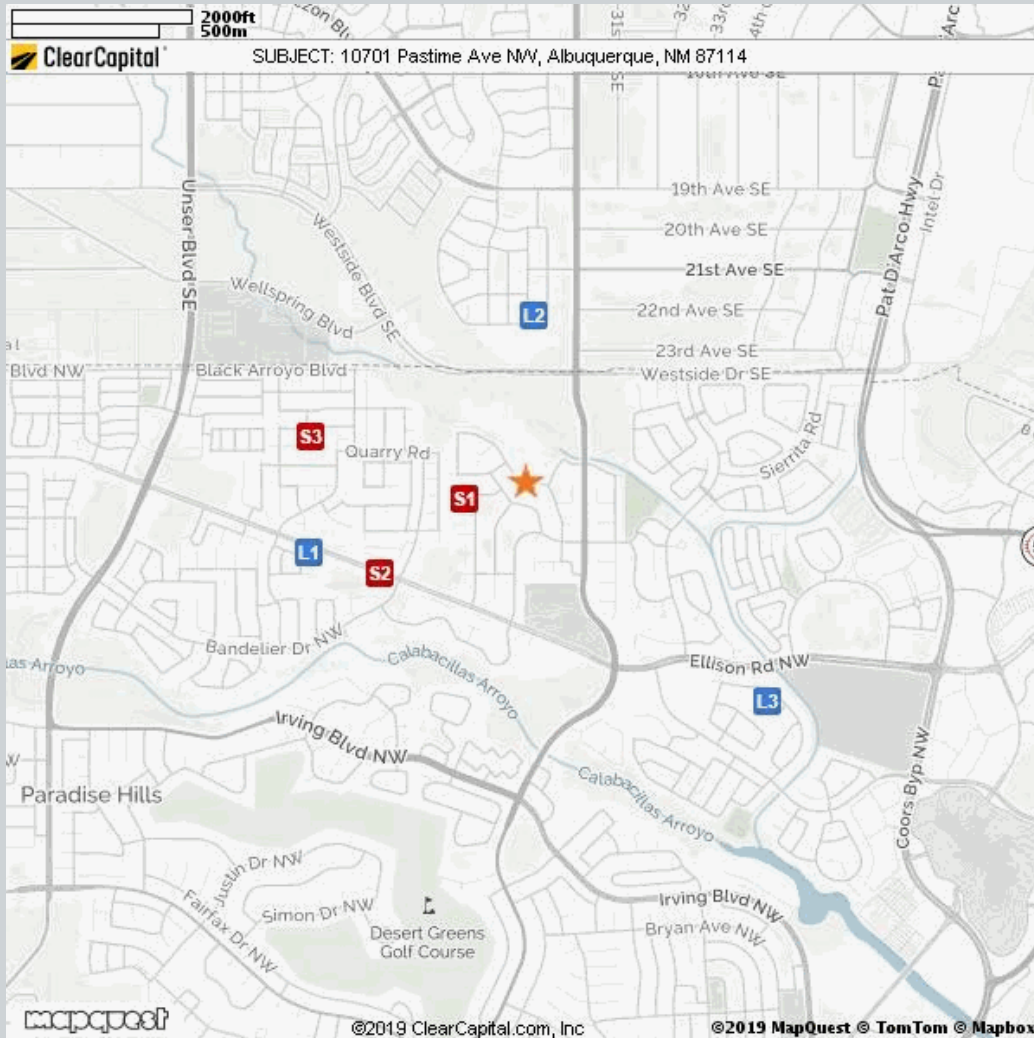 2000ft
500m
ClearCapital
SUBJECT: 10701 Pastime Ave NW, Albuquerque, NM 87114
31S
SE
19th Ave SE
20th Ave SE
21st Ave SE
22nd Ave SE
23rd Ave SE
Westside Dr SE
Intel Dr
Pat D'Arco Hwy
Unser Blvd SE
Westside Blvd SE
Wellspring Blvd
L2
Blvd NW
Black Arroyo Blvd
S3
Quarry Rd
Sierrita Rd
S1
L1
S2
Bandelier Dr NW
Calabacillas Arroyo
las Arroyo
Ellison Rd NW
L3
Irving Blvd NW
Coors Byp NW
Paradise Hills
Calabacillas Arroyo
Justin Dr NW
Simon Dr NW
Fairfax Dr NW
Desert Greens
Golf Course
Irving Blvd NW
Bryan Ave NW
mapquest
©2019 ClearCapital.com, Inc
©2019 MapQuest © TomTom © Mapbox